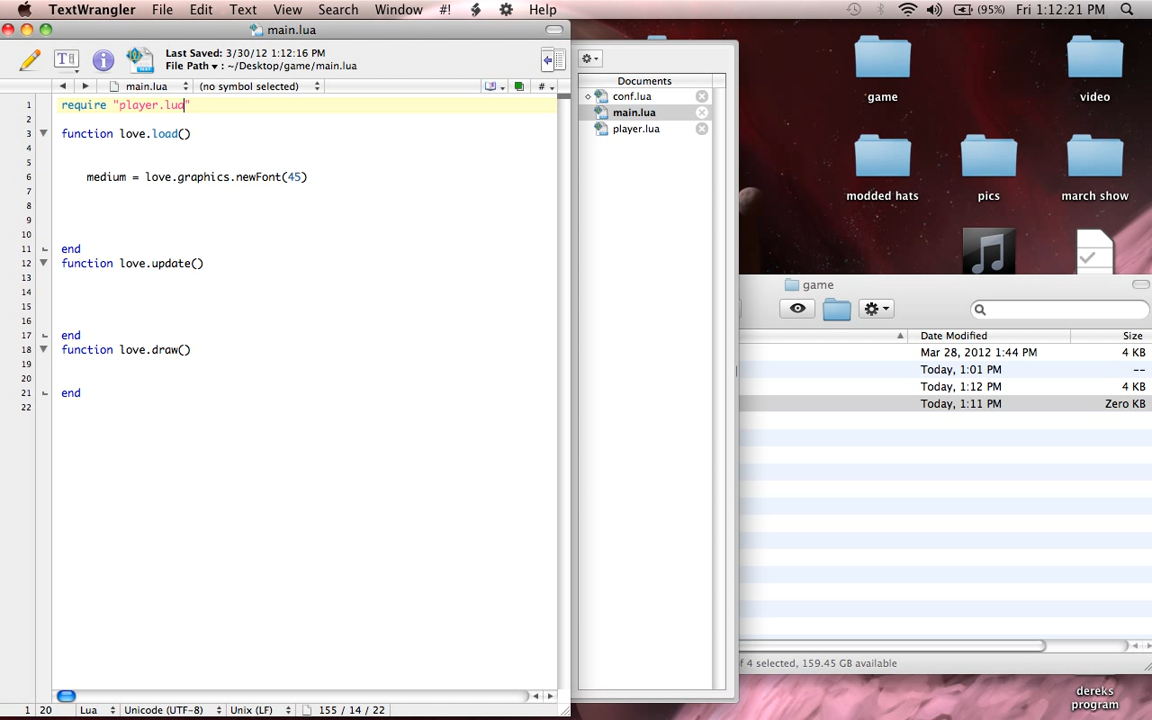 TextWrangler File Edit Text View Search Window #! Help (95%) Fri 1:12:21 PM
main.lua
Last Saved: 3/30/12 1:12:16 PM
File Path ▾ : ~/Desktop/game/main.lua
main.lua (no symbol selected) # ▾
1 require "player.lua"
2
3 function love.load()
4
5
6 medium = love.graphics.newFont(45)
7
8
9
10
11 end
12 function love.update()
13
14
15
16
17 end
18 function love.draw()
19
20
21 end
22
1 20 Lua Unicode (UTF-8) Unix (LF) 155 / 14 / 22
Documents
conf.lua
main.lua
player.lua
game
video
modded hats
pics
march show
game
Date Modified Size
Mar 28, 2012 1:44 PM 4 KB
Today, 1:01 PM --
Today, 1:12 PM 4 KB
Today, 1:11 PM Zero KB
f 4 selected, 159.45 GB available
dereks
program